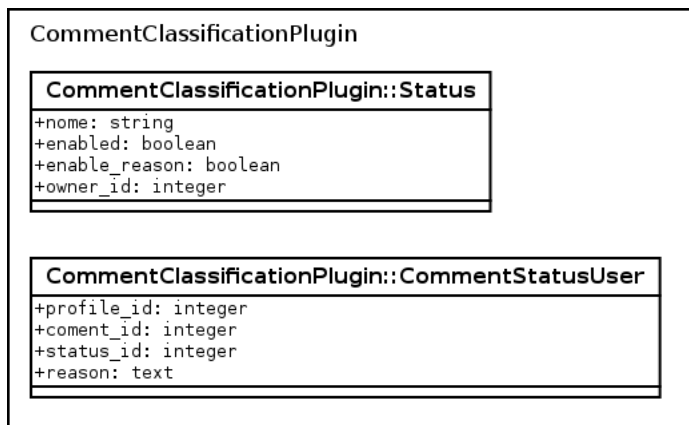 CommentClassificationPlugin
CommentClassificationPlugin::Status
+nome: string
+enabled: boolean
+enable_reason: boolean
+owner_id: integer
CommentClassificationPlugin::CommentStatusUser
+profile_id: integer
+coment_id: integer
+status_id: integer
+reason: text